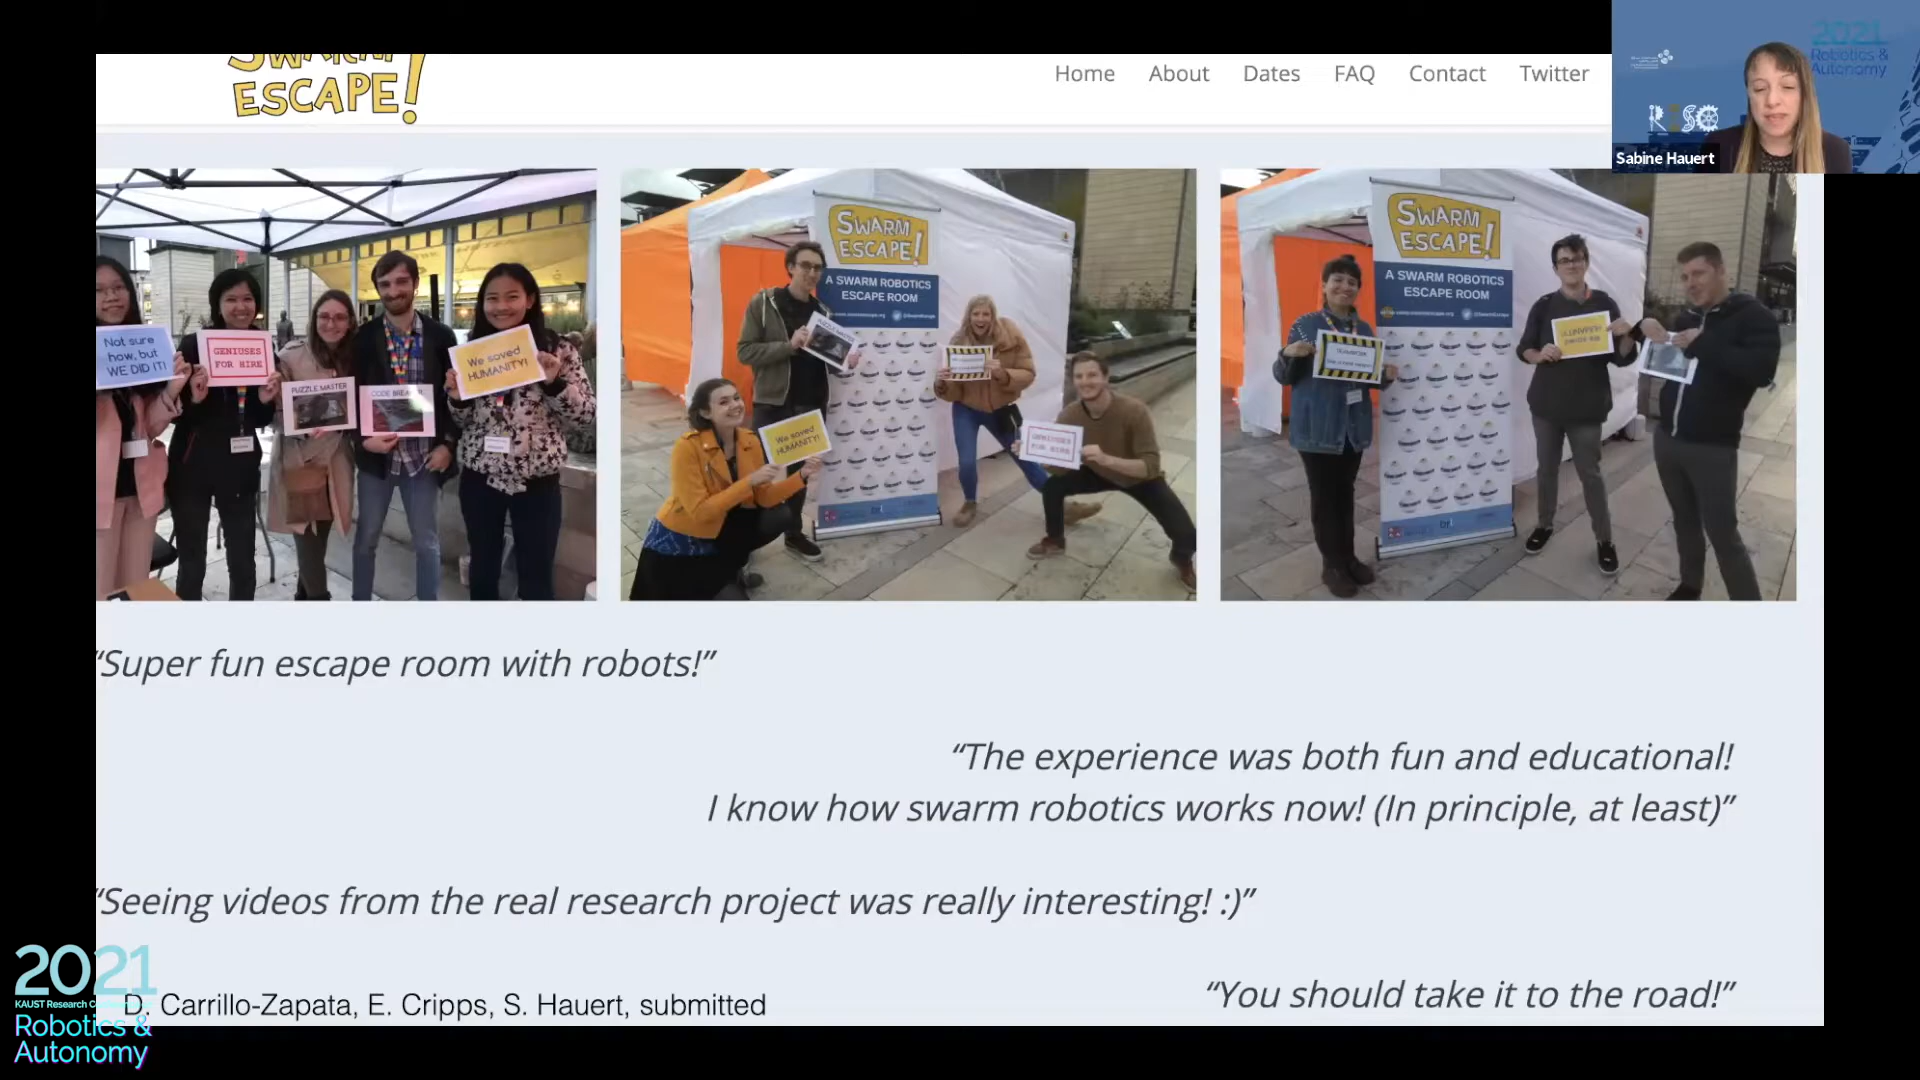 SWARM
ESCAPE!
Home About Dates FAQ Contact Twitter
2021
Robotics &
Autonomy
Sabine Hauert
Not sure
how, but
WE DID IT!
GENIUSES
FOR HIRE
PUZZLE MASTER
CODE BREAKER
We saved
HUMANITY!
SWARM
ESCAPE!
A SWARM ROBOTICS
ESCAPE ROOM
PUZZLE MASTER
We saved
HUMANITY!
GENIUSES
FOR HIRE
SWARM
ESCAPE!
A SWARM ROBOTICS
ESCAPE ROOM
“Super fun escape room with robots!”
“The experience was both fun and educational!
I know how swarm robotics works now! (In principle, at least)”
“Seeing videos from the real research project was really interesting! :)”
“You should take it to the road!”
D. Carrillo-Zapata, E. Cripps, S. Hauert, submitted
2021
KAUST Research
Robotics &
Autonomy